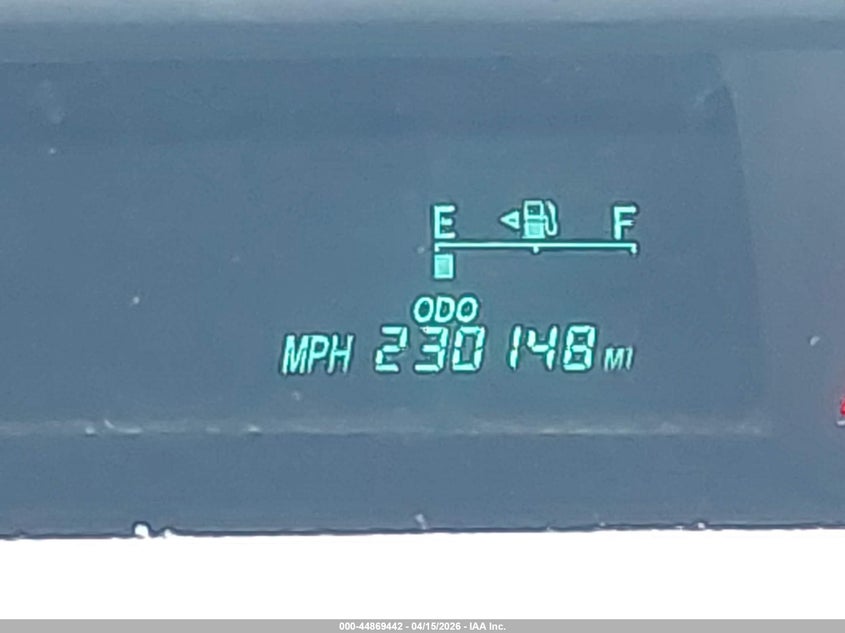 E F
ODO
MPH 230148 MI
000-44869442 - 04/15/2026 - IAA Inc.